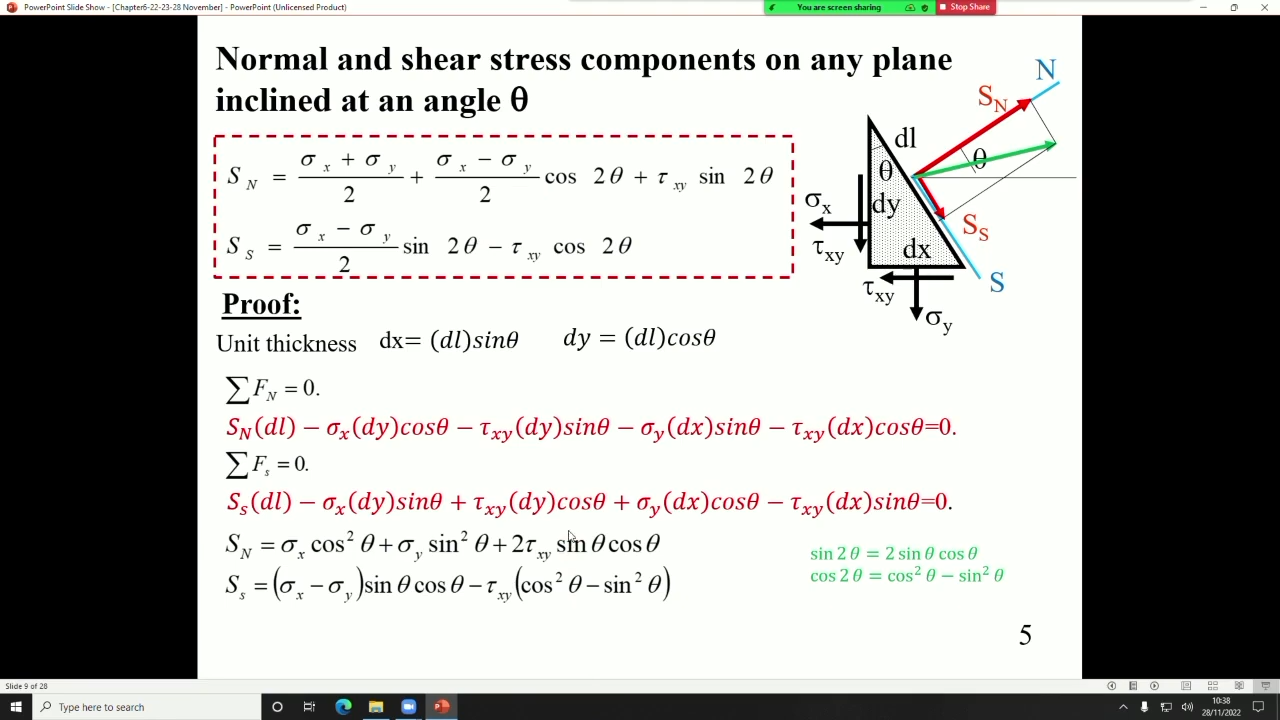 PowerPoint Slide Show - [Chapter6-22-23-28 November] - PowerPoint (Unlicensed Product)
You are screen sharing
Stop Share
Normal and shear stress components on any plane
inclined at an angle θ
S_N = (σ_x + σ_y)/2 + (σ_x − σ_y)/2 cos 2θ + τ_xy sin 2θ
S_S = (σ_x − σ_y)/2 sin 2θ − τ_xy cos 2θ
N
S_N
dl
θ
θ
σ_x
dy
S_S
τ_xy
dx
τ_xy
S
σ_y
Proof:
Unit thickness dx= (dl)sinθ dy = (dl)cosθ
∑F_N = 0.
S_N(dl) − σ_x(dy)cosθ − τ_xy(dy)sinθ − σ_y(dx)sinθ − τ_xy(dx)cosθ=0.
∑F_s = 0.
S_s(dl) − σ_x(dy)sinθ + τ_xy(dy)cosθ + σ_y(dx)cosθ − τ_xy(dx)sinθ=0.
S_N = σ_x cos² θ + σ_y sin² θ + 2τ_xy sin θ cos θ
S_s = (σ_x − σ_y)sin θ cos θ − τ_xy(cos² θ − sin² θ)
sin 2θ = 2 sin θ cos θ
cos 2θ = cos² θ − sin² θ
5
Slide 9 of 28
Type here to search
10:38
28/11/2022